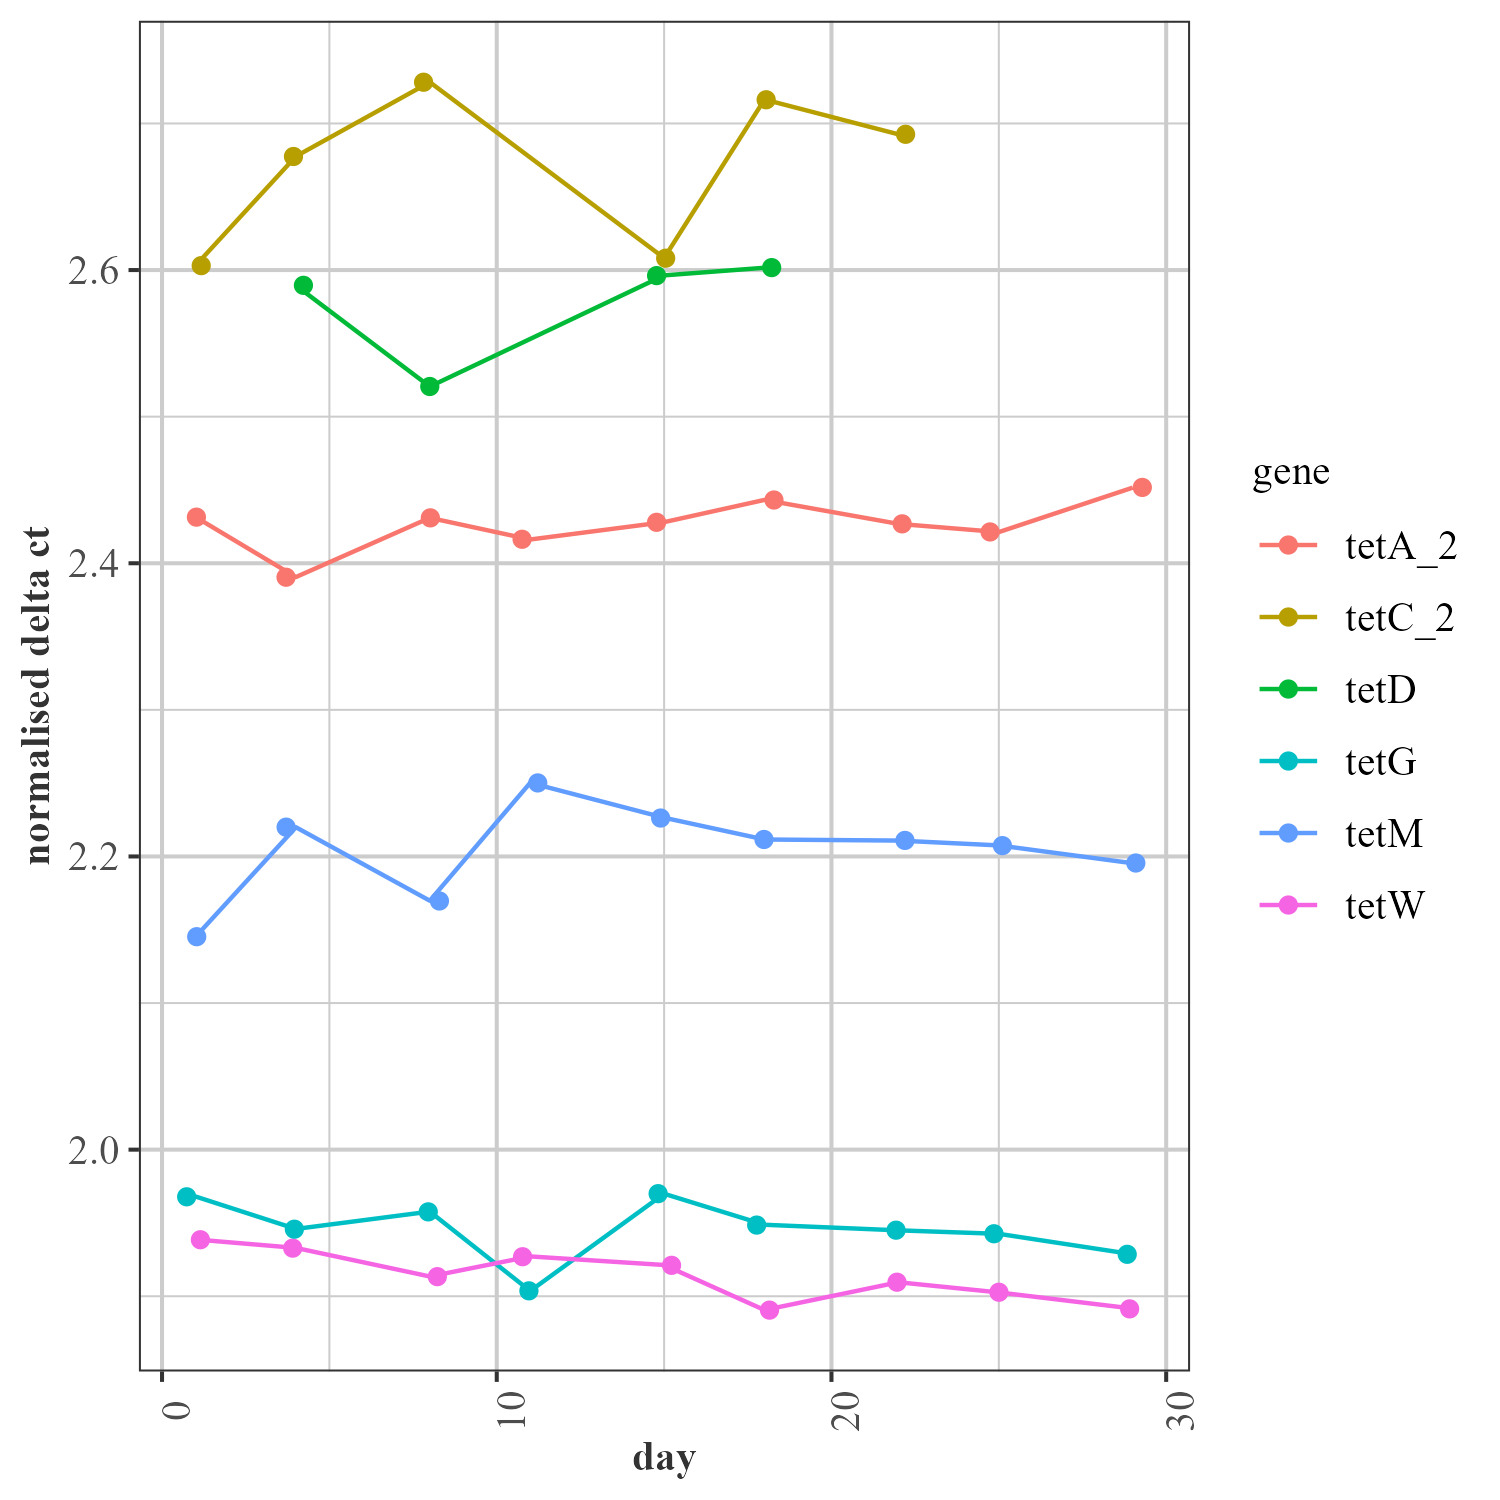 normalised delta ct
2.6
2.4
2.2
2.0
0
10
20
30
day
gene
tetA_2
tetC_2
tetD
tetG
tetM
tetW